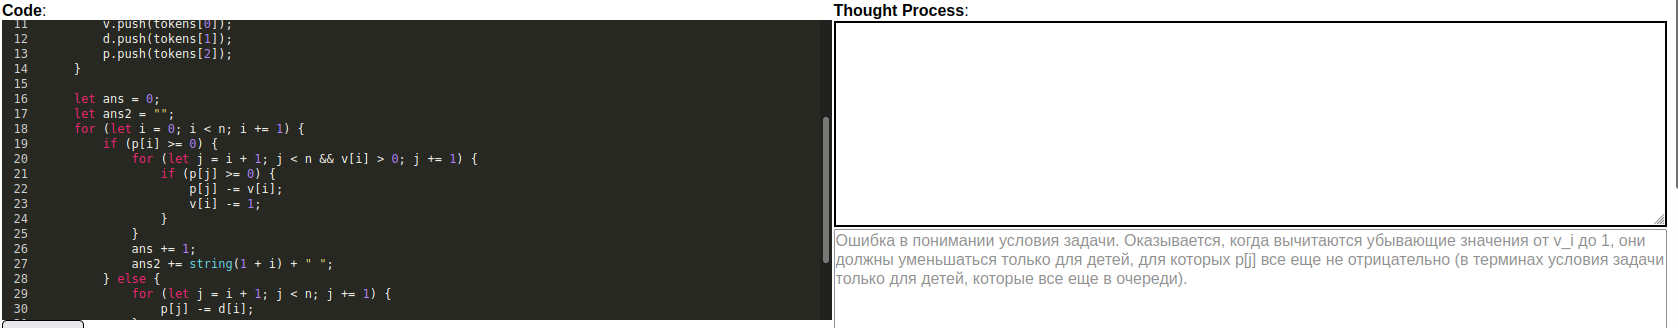 Code:
Thought Process:
11 v.push(tokens[0]);
12 d.push(tokens[1]);
13 p.push(tokens[2]);
14 }
15
16 let ans = 0;
17 let ans2 = "";
18 for (let i = 0; i < n; i += 1) {
19 if (p[i] >= 0) {
20 for (let j = i + 1; j < n && v[i] > 0; j += 1) {
21 if (p[j] >= 0) {
22 p[j] -= v[i];
23 v[i] -= 1;
24 }
25 }
26 ans += 1;
27 ans2 += string(1 + i) + " ";
28 } else {
29 for (let j = i + 1; j < n; j += 1) {
30 p[j] -= d[i];
Ошибка в понимании условия задачи. Оказывается, когда вычитаются убывающие значения от v_i до 1, они
должны уменьшаться только для детей, для которых p[j] все еще не отрицательно (в терминах условия задачи
только для детей, которые все еще в очереди).